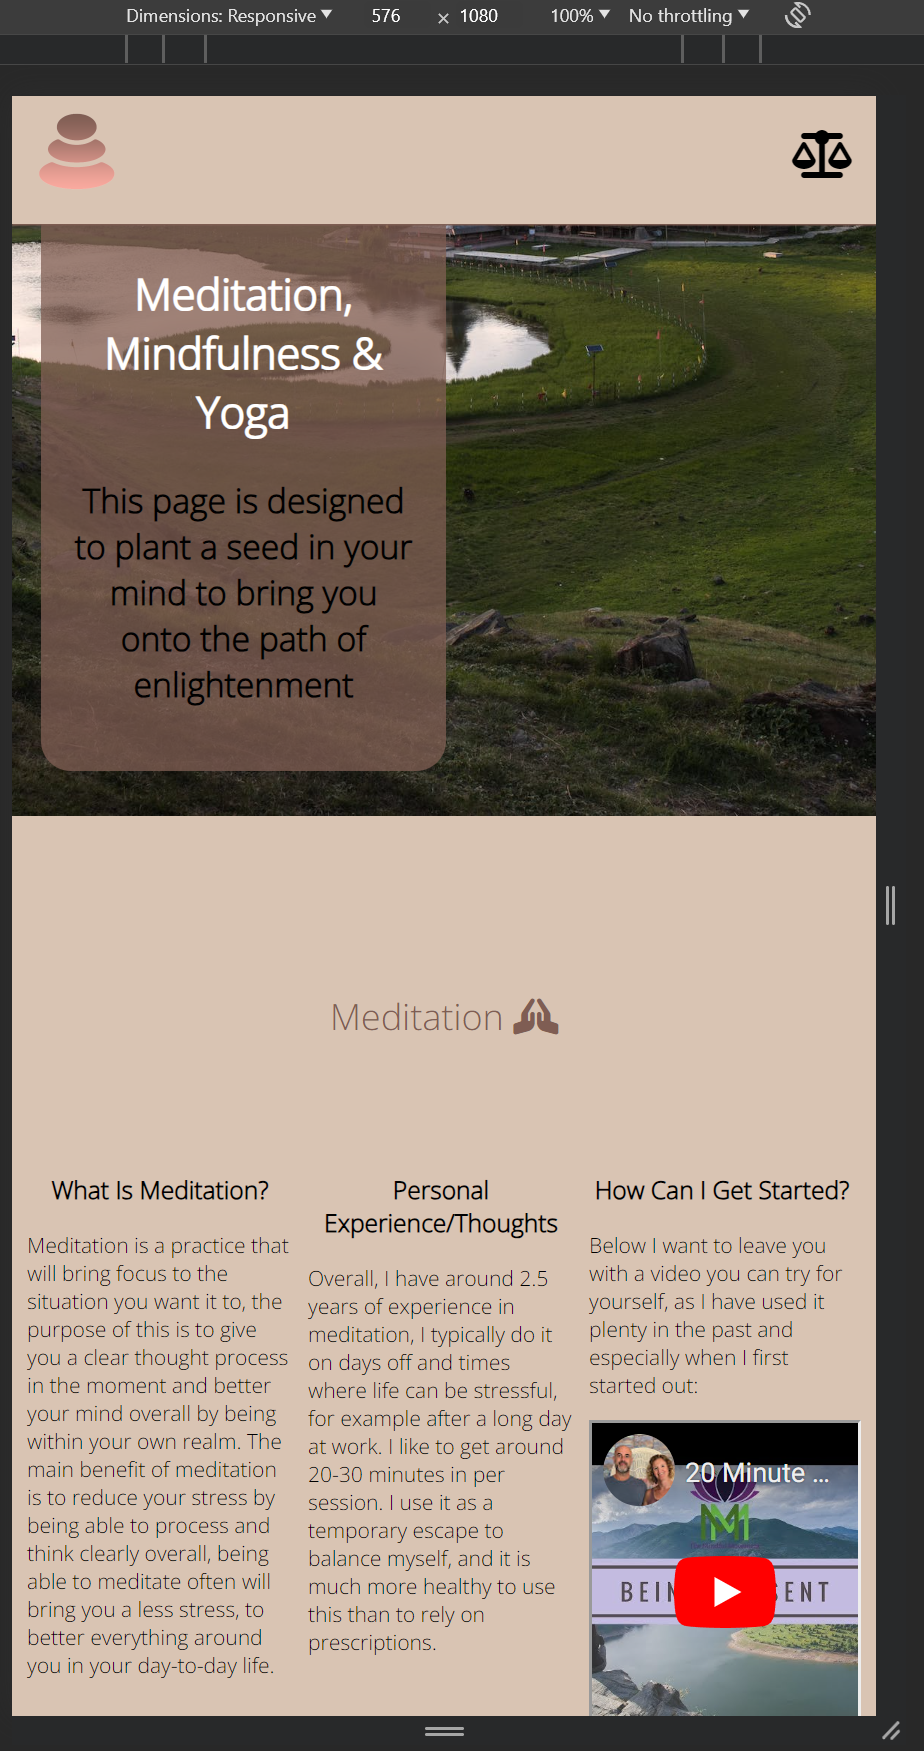 Dimensions: Responsive ▼ 576 × 1080 100% ▼ No throttling ▼
Meditation,
Mindfulness &
Yoga
This page is designed
to plant a seed in your
mind to bring you
onto the path of
enlightenment
Meditation
What Is Meditation?
Meditation is a practice that
will bring focus to the
situation you want it to, the
purpose of this is to give
you a clear thought process
in the moment and better
your mind overall by being
within your own realm. The
main benefit of meditation
is to reduce your stress by
being able to process and
think clearly overall, being
able to meditate often will
bring you a less stress, to
better everything around
you in your day-to-day life.
Personal
Experience/Thoughts
Overall, I have around 2.5
years of experience in
meditation, I typically do it
on days off and times
where life can be stressful,
for example after a long day
at work. I like to get around
20-30 minutes in per
session. I use it as a
temporary escape to
balance myself, and it is
much more healthy to use
this than to rely on
prescriptions.
How Can I Get Started?
Below I want to leave you
with a video you can try for
yourself, as I have used it
plenty in the past and
especially when I first
started out:
20 Minute ...